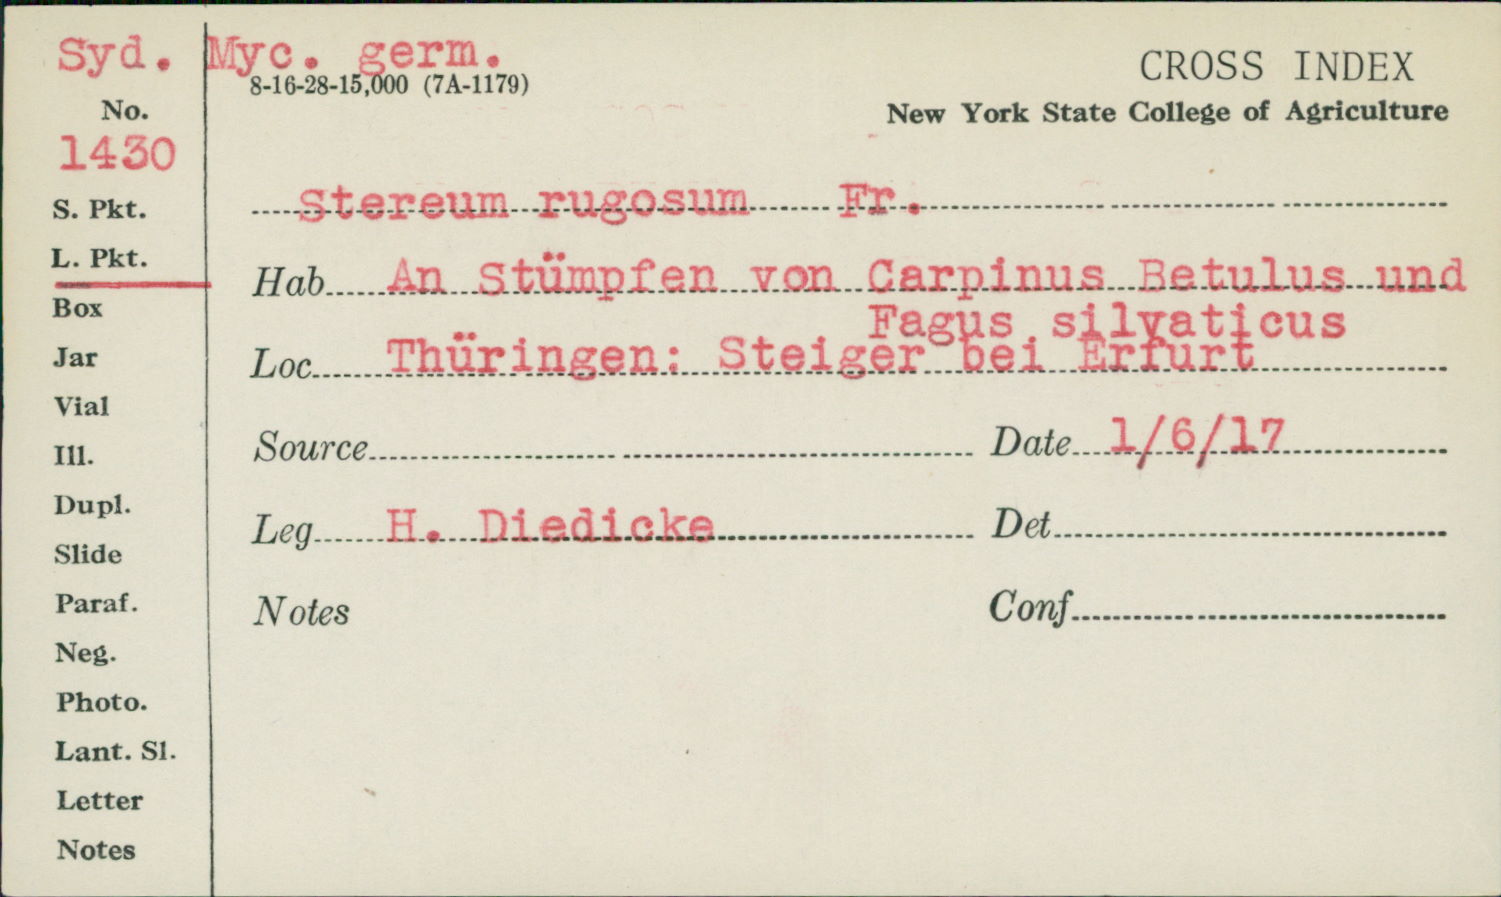 Syd. Myc. germ.
8-16-28-15,000 (7A-1179)
CROSS INDEX
New York State College of Agriculture
No.
1430
S. Pkt.
L. Pkt.
Box
Jar
Vial
Ill.
Dupl.
Slide
Paraf.
Neg.
Photo.
Lant. Sl.
Letter
Notes
Stereum rugosum Fr.
Hab. An Stümpfen von Carpinus Betulus und
Fagus silvaticus
Loc. Thüringen: Steiger bei Erfurt
Source Date 1/6/17
Leg. H. Diedicke Det.
Notes Conf.